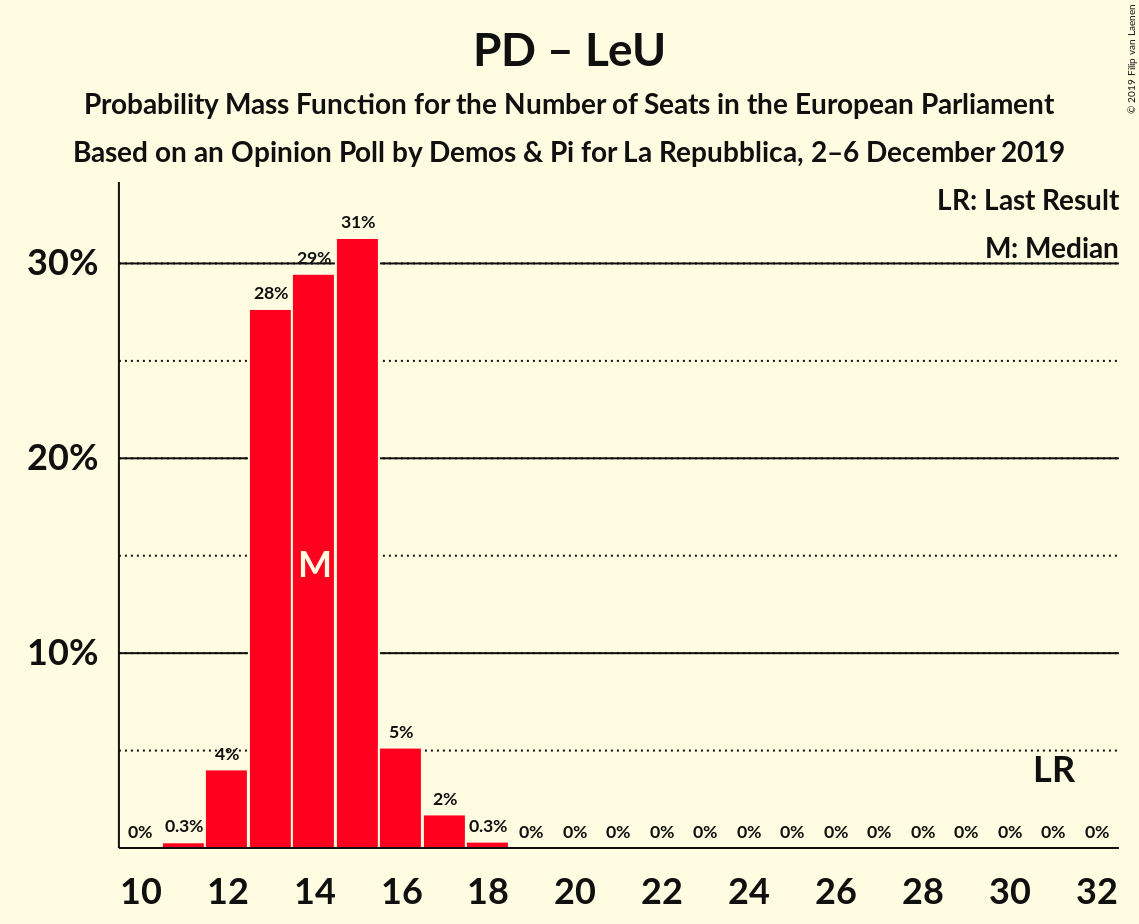 PD – LeU
Probability Mass Function for the Number of Seats in the European Parliament
Based on an Opinion Poll by Demos & Pi for La Repubblica, 2–6 December 2019
© 2019 Filip van Laenen
LR: Last Result
M: Median
30%
20%
10%
0% 0.3% 4% 28% 29% 31% 5% 2% 0.3% 0% 0% 0% 0% 0% 0% 0% 0% 0% 0% 0% 0% 0% 0%
M
LR
10 12 14 16 18 20 22 24 26 28 30 32